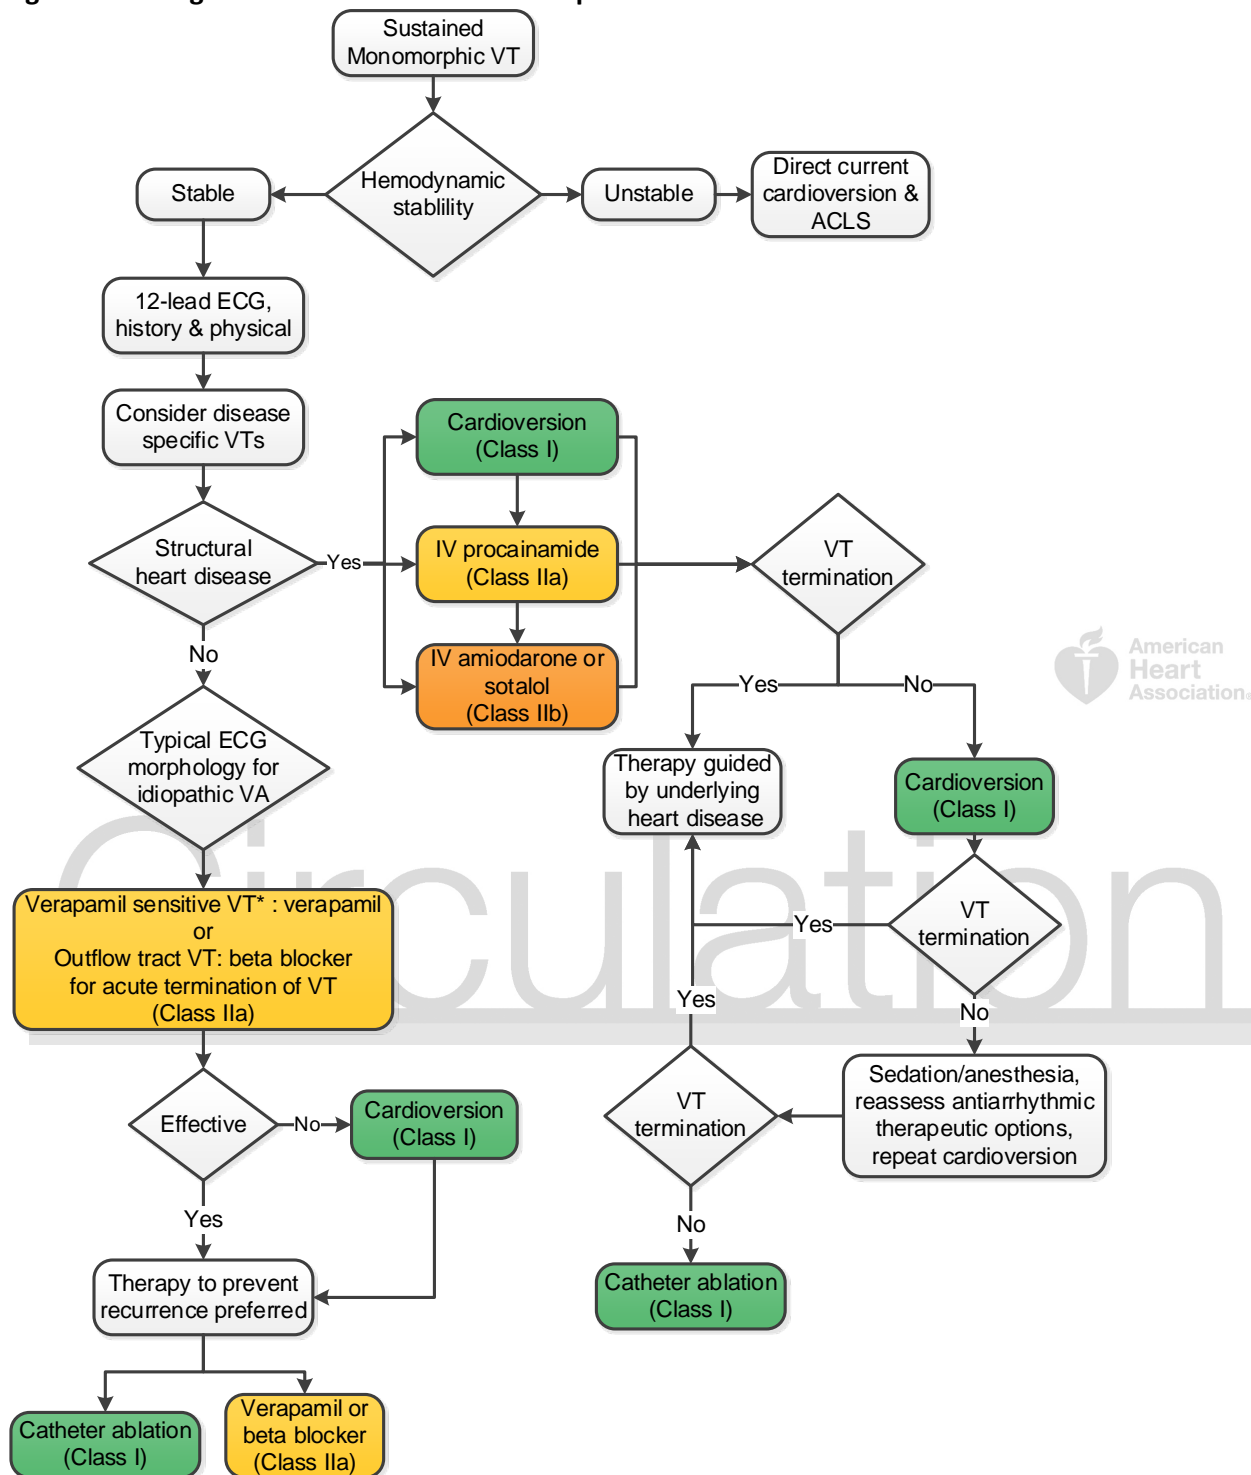 Sustained
Monomorphic VT
Hemodynamic
stablility
Stable
Unstable
Direct current
cardioversion &
ACLS
12-lead ECG,
history & physical
Consider disease
specific VTs
Structural
heart disease
Yes
Cardioversion
(Class I)
IV procainamide
(Class IIa)
IV amiodarone or
sotalol
(Class IIb)
VT
termination
No
Typical ECG
morphology for
idiopathic VA
Yes
No
American
Heart
Association®
Therapy guided
by underlying
heart disease
Cardioversion
(Class I)
Circulation
Verapamil sensitive VT* : verapamil
or
Outflow tract VT: beta blocker
for acute termination of VT
(Class IIa)
VT
termination
Yes
Yes
No
Effective
No
Cardioversion
(Class I)
VT
termination
Sedation/anesthesia,
reassess antiarrhythmic
therapeutic options,
repeat cardioversion
Yes
No
Therapy to prevent
recurrence preferred
Catheter ablation
(Class I)
Catheter ablation
(Class I)
Verapamil or
beta blocker
(Class IIa)